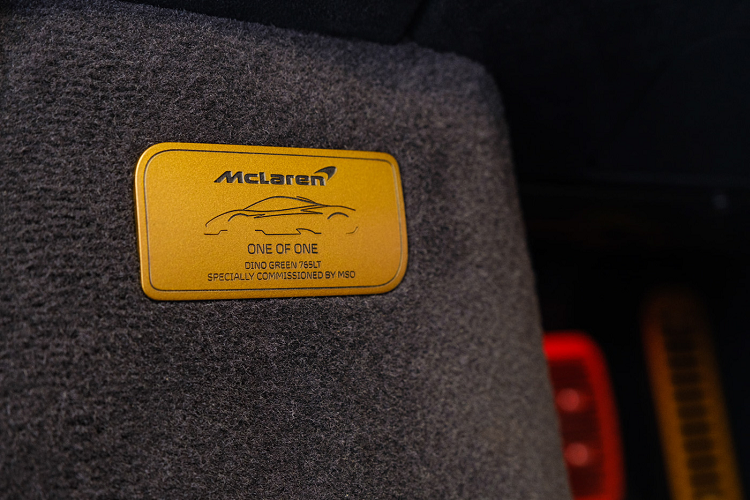 McLaren
ONE OF ONE
DINO GREEN 765LT
SPECIALLY COMMISSIONED BY MSO